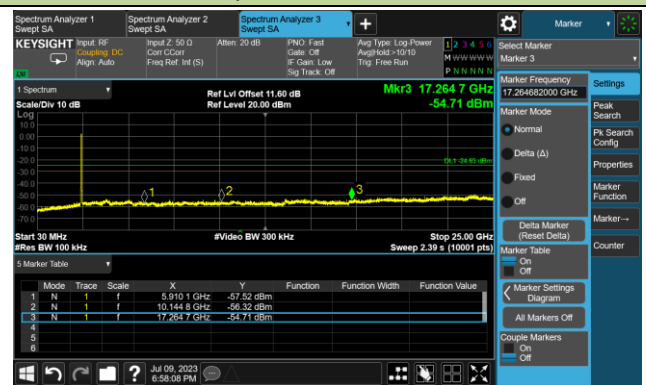 Spectrum Analyzer 1
Swept SA
Spectrum Analyzer 2
Swept SA
Spectrum Analyzer 3
Swept SA
Marker
KEYSIGHT
Input: RF
Coupling: DC
Align: Auto
Input Z: 50 Ω
Corr CCorr
Freq Ref: Int (S)
Atten: 20 dB
PNO: Fast
Gate: Off
IF Gain: Low
Sig Track: Off
Avg Type: Log-Power
Avg|Hold:>10/10
Trig: Free Run
1 2 3 4 5 6
M W W W W W
P N N N N N
Select Marker
Marker 3
1 Spectrum
Scale/Div 10 dB
Log
Ref Lvl Offset 11.60 dB
Ref Level 20.00 dBm
Mkr3 17.264 7 GHz
-54.71 dBm
10.0
0.00
-10.0
-20.0
-30.0
-40.0
-50.0
-60.0
-70.0
1
2
3
Start 30 MHz
#Res BW 100 kHz
#Video BW 300 kHz
Stop 25.00 GHz
Sweep 2.39 s (10001 pts)
5 Marker Table
Mode Trace Scale X Y Function Function Width Function Value
1 N 1 f 5.910 1 GHz -57.52 dBm
2 N 1 f 10.144 8 GHz -56.32 dBm
3 N 1 f 17.264 7 GHz -54.71 dBm
4
5
6
Jul 09, 2023
6:58:08 PM
Marker Frequency
17.264682000 GHz
Marker Mode
Normal
Delta (Δ)
Fixed
Off
Delta Marker
(Reset Delta)
Marker Table
On
Off
Marker Settings
Diagram
All Markers Off
Couple Markers
On
Off
Settings
Peak
Search
Pk Search
Config
Properties
Marker
Function
Marker→
Counter